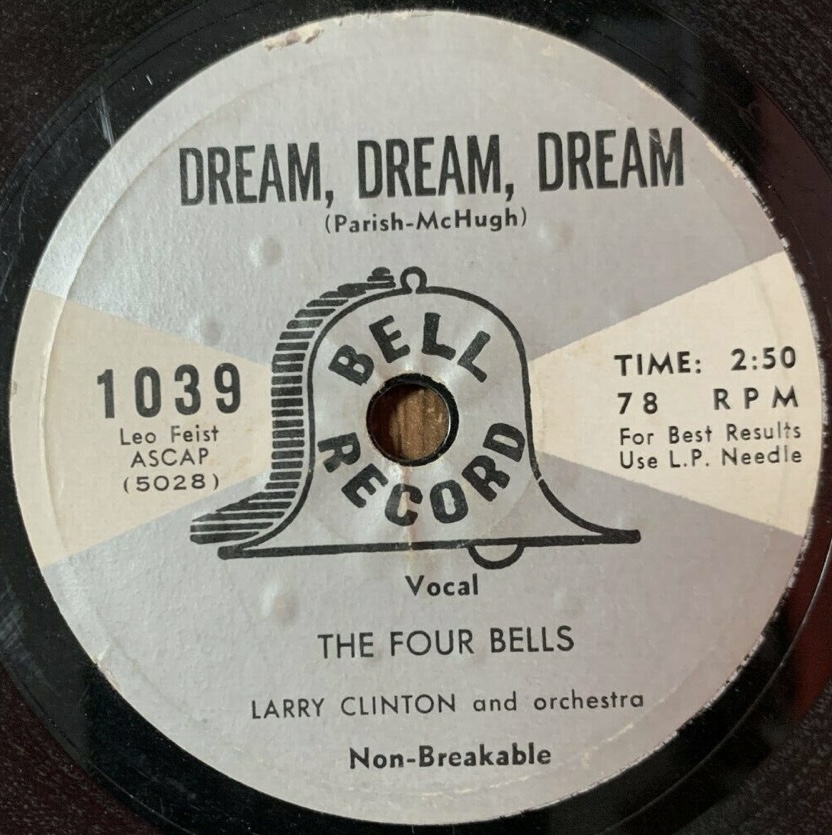 DREAM, DREAM, DREAM
(Parish-McHugh)
BELL
RECORD
1039
Leo Feist
ASCAP
(5028)
TIME: 2:50
78 RPM
For Best Results
Use L.P. Needle
Vocal
THE FOUR BELLS
LARRY CLINTON and orchestra
Non-Breakable